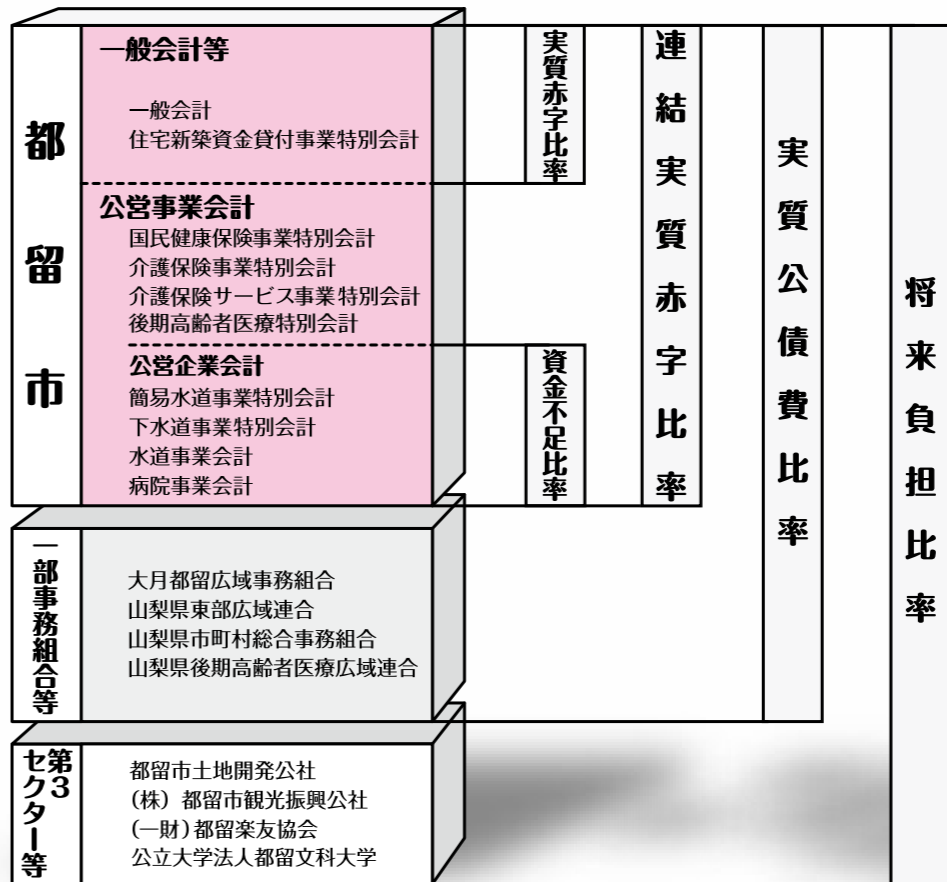 都留市
一般会計等
一般会計
住宅新築資金貸付事業特別会計
公営事業会計
国民健康保険事業特別会計
介護保険事業特別会計
介護保険サービス事業特別会計
後期高齢者医療特別会計
公営企業会計
簡易水道事業特別会計
下水道事業特別会計
水道事業会計
病院事業会計
実質赤字比率
資金不足比率
連結実質赤字比率
実質公債費比率
将来負担比率
一部事務組合等
大月都留広域事務組合
山梨県東部広域連合
山梨県市町村総合事務組合
山梨県後期高齢者医療広域連合
第3
セクター等
都留市土地開発公社
(株) 都留市観光振興公社
(一財)都留楽友協会
公立大学法人都留文科大学